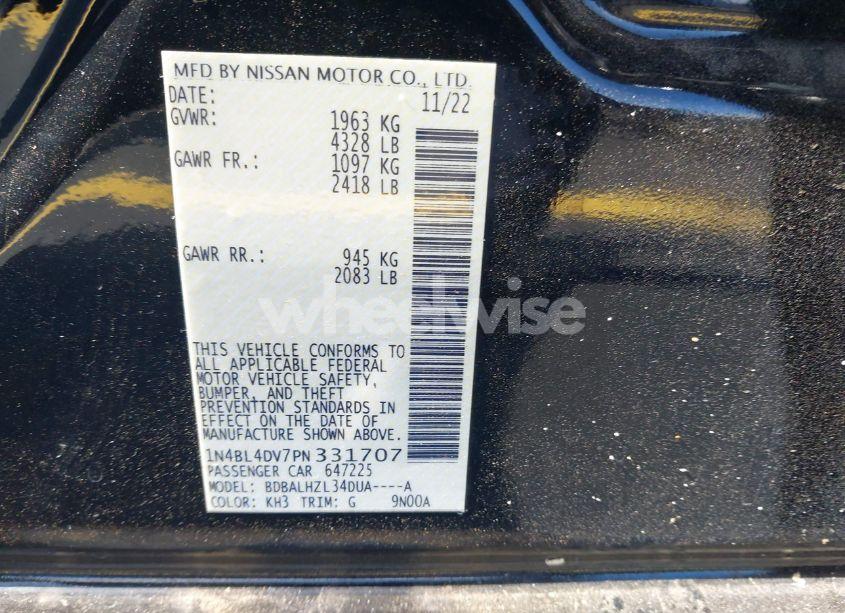 MFD BY NISSAN MOTOR CO., LTD.
DATE: 11/22
GVWR: 1963 KG
4328 LB
GAWR FR.: 1097 KG
2418 LB
GAWR RR.: 945 KG
2083 LB
wheelwise
THIS VEHICLE CONFORMS TO
ALL APPLICABLE FEDERAL
MOTOR VEHICLE SAFETY,
BUMPER, AND THEFT
PREVENTION STANDARDS IN
EFFECT ON THE DATE OF
MANUFACTURE SHOWN ABOVE.
1N4BL4DV7PN331707
PASSENGER CAR 647225
MODEL: BDBALHZL34DUA----A
COLOR: KH3 TRIM: G 9N00A